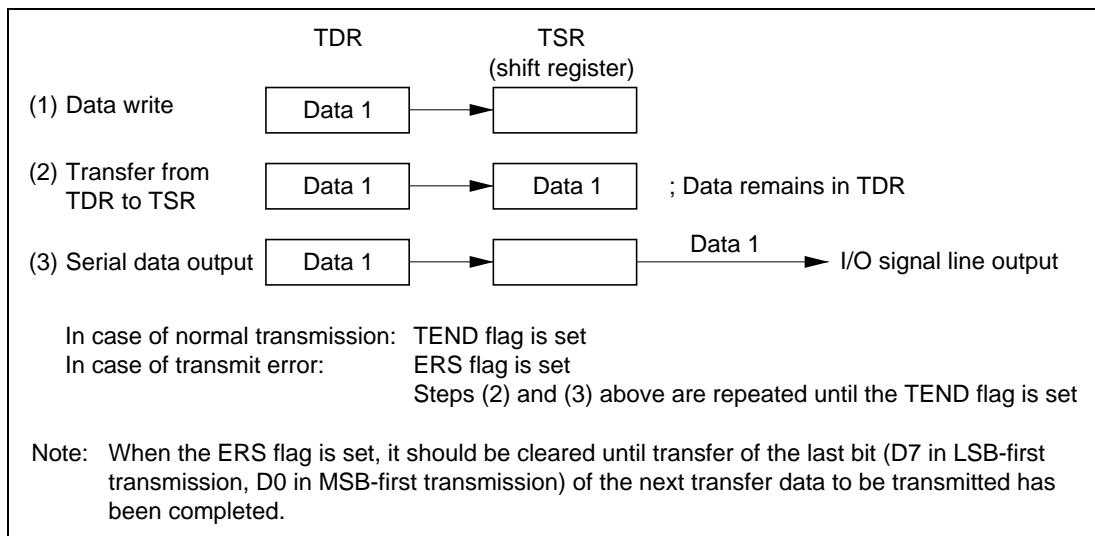 TDR TSR
(shift register)
(1) Data write Data 1
(2) Transfer from
TDR to TSR Data 1 Data 1 ; Data remains in TDR
(3) Serial data output Data 1 Data 1 I/O signal line output
In case of normal transmission: TEND flag is set
In case of transmit error: ERS flag is set
Steps (2) and (3) above are repeated until the TEND flag is set
Note: When the ERS flag is set, it should be cleared until transfer of the last bit (D7 in LSB-first
transmission, D0 in MSB-first transmission) of the next transfer data to be transmitted has
been completed.